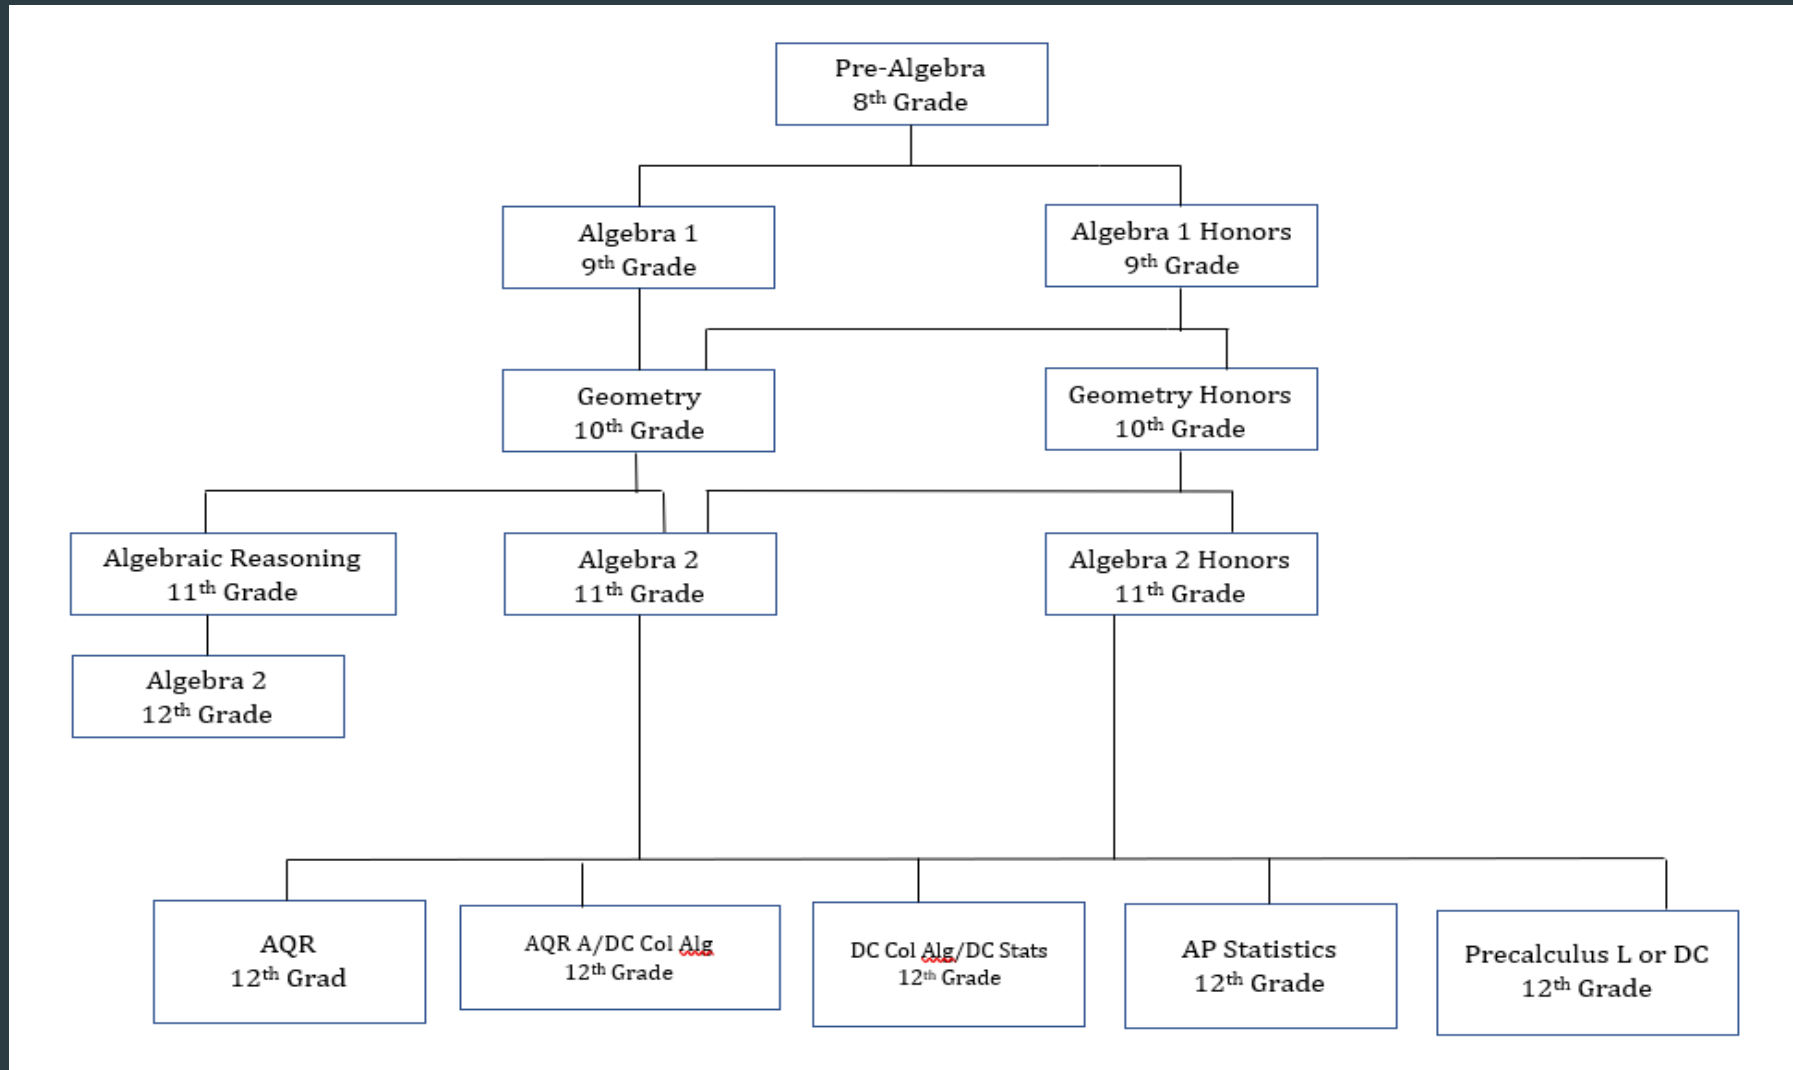 Pre-Algebra
8th Grade
Algebra 1
9th Grade
Algebra 1 Honors
9th Grade
Geometry
10th Grade
Geometry Honors
10th Grade
Algebraic Reasoning
11th Grade
Algebra 2
11th Grade
Algebra 2 Honors
11th Grade
Algebra 2
12th Grade
AQR
12th Grad
AQR A/DC Col Alg
12th Grade
DC Col Alg/DC Stats
12th Grade
AP Statistics
12th Grade
Precalculus L or DC
12th Grade